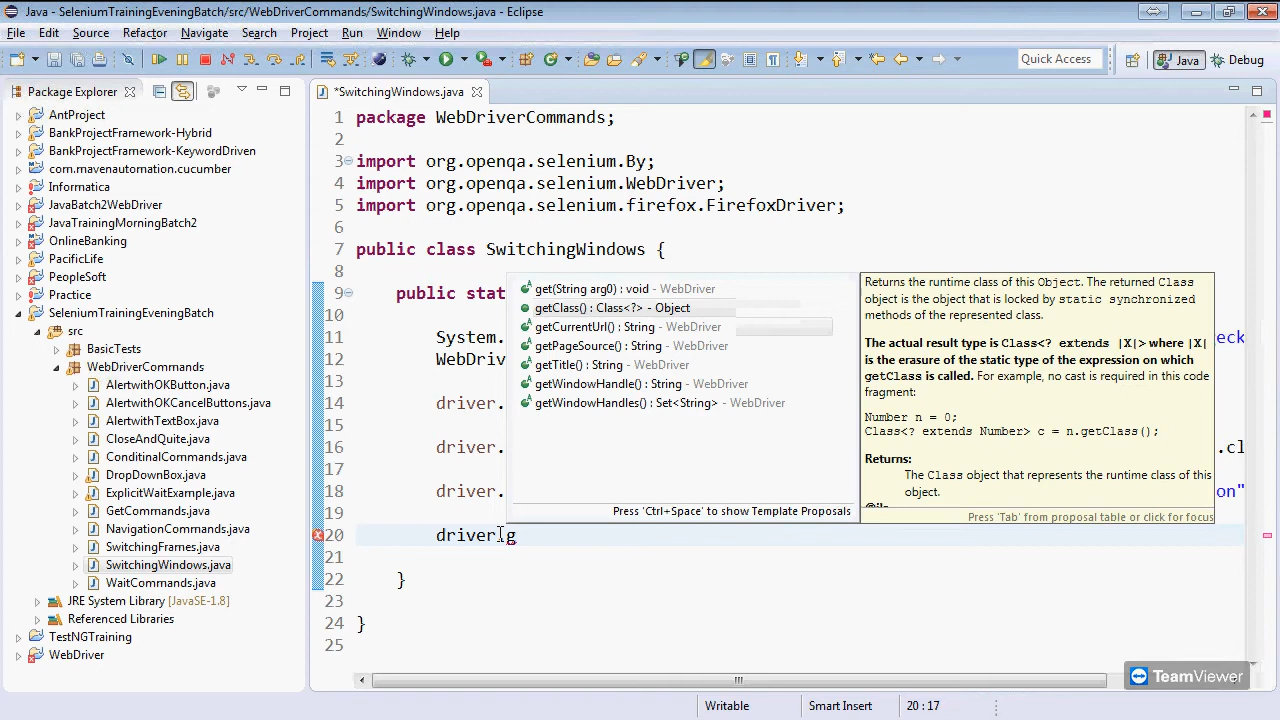 Java - SeleniumTrainingEveningBatch/src/WebDriverCommands/SwitchingWindows.java - Eclipse
File Edit Source Refactor Navigate Search Project Run Window Help
Quick Access Java Debug
Package Explorer
*SwitchingWindows.java
AntProject
BankProjectFramework-Hybrid
BankProjectFramework-KeywordDriven
com.mavenautomation.cucumber
Informatica
JavaBatch2WebDriver
JavaTrainingMorningBatch2
OnlineBanking
PacificLife
PeopleSoft
Practice
SeleniumTrainingEveningBatch
src
BasicTests
WebDriverCommands
AlertwithOKButton.java
AlertwithOKCancelButtons.java
AlertwithTextBox.java
CloseAndQuite.java
ConditinalCommands.java
DropDownBox.java
ExplicitWaitExample.java
GetCommands.java
NavigationCommands.java
SwitchingFrames.java
SwitchingWindows.java
WaitCommands.java
JRE System Library [JavaSE-1.8]
Referenced Libraries
TestNGTraining
WebDriver
1 package WebDriverCommands;
2
3 import org.openqa.selenium.By;
4 import org.openqa.selenium.WebDriver;
5 import org.openqa.selenium.firefox.FirefoxDriver;
6
7 public class SwitchingWindows {
8
9 public stat
10
11 System. eck
12 WebDriv
13
14 driver.
15
16 driver. .cl
17
18 driver. on"
19
20 driver.g
21
22 }
23
24 }
25
get(String arg0) : void - WebDriver
getClass() : Class<?> - Object
getCurrentUrl() : String - WebDriver
getPageSource() : String - WebDriver
getTitle() : String - WebDriver
getWindowHandle() : String - WebDriver
getWindowHandles() : Set<String> - WebDriver
Press 'Ctrl+Space' to show Template Proposals
Returns the runtime class of this Object. The returned Class
object is the object that is locked by static synchronized
methods of the represented class.
The actual result type is Class<? extends |X|> where |X|
is the erasure of the static type of the expression on which
getClass is called. For example, no cast is required in this code
fragment:
Number n = 0;
Class<? extends Number> c = n.getClass();
Returns:
The Class object that represents the runtime class of this
object.
Press 'Tab' from proposal table or click for focus
TeamViewer
Writable Smart Insert 20 : 17